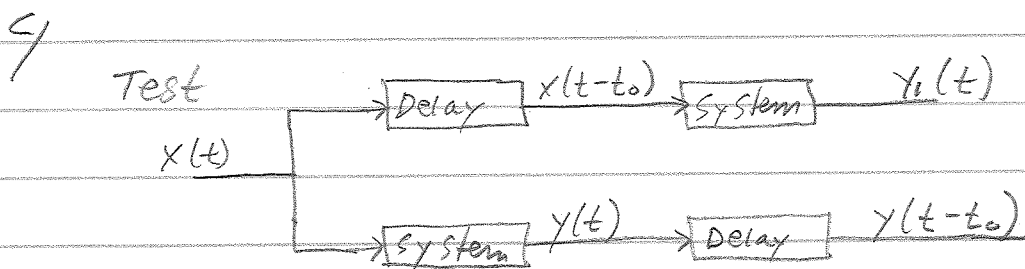 c)
Test
Delay x(t-t₀) System y₁(t)
x(t)
System y(t) Delay y(t-t₀)